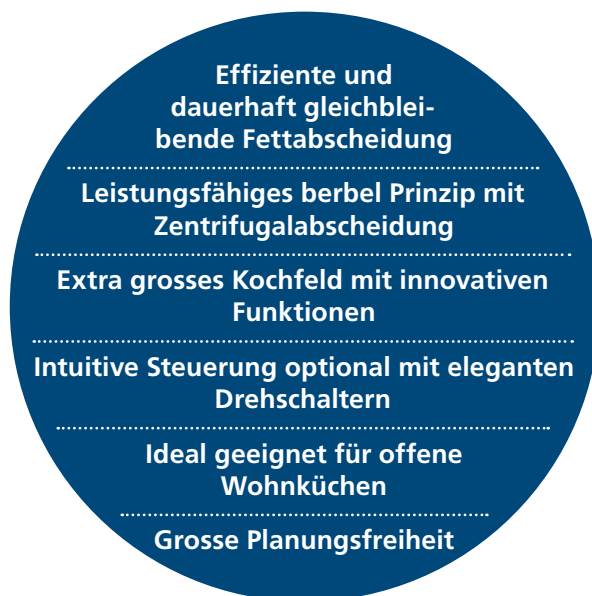 Effiziente und
dauerhaft gleichblei-
bende Fettabscheidung
Leistungsfähiges berbel Prinzip mit
Zentrifugalabscheidung
Extra grosses Kochfeld mit innovativen
Funktionen
Intuitive Steuerung optional mit eleganten
Drehschaltern
Ideal geeignet für offene
Wohnküchen
Grosse Planungsfreiheit